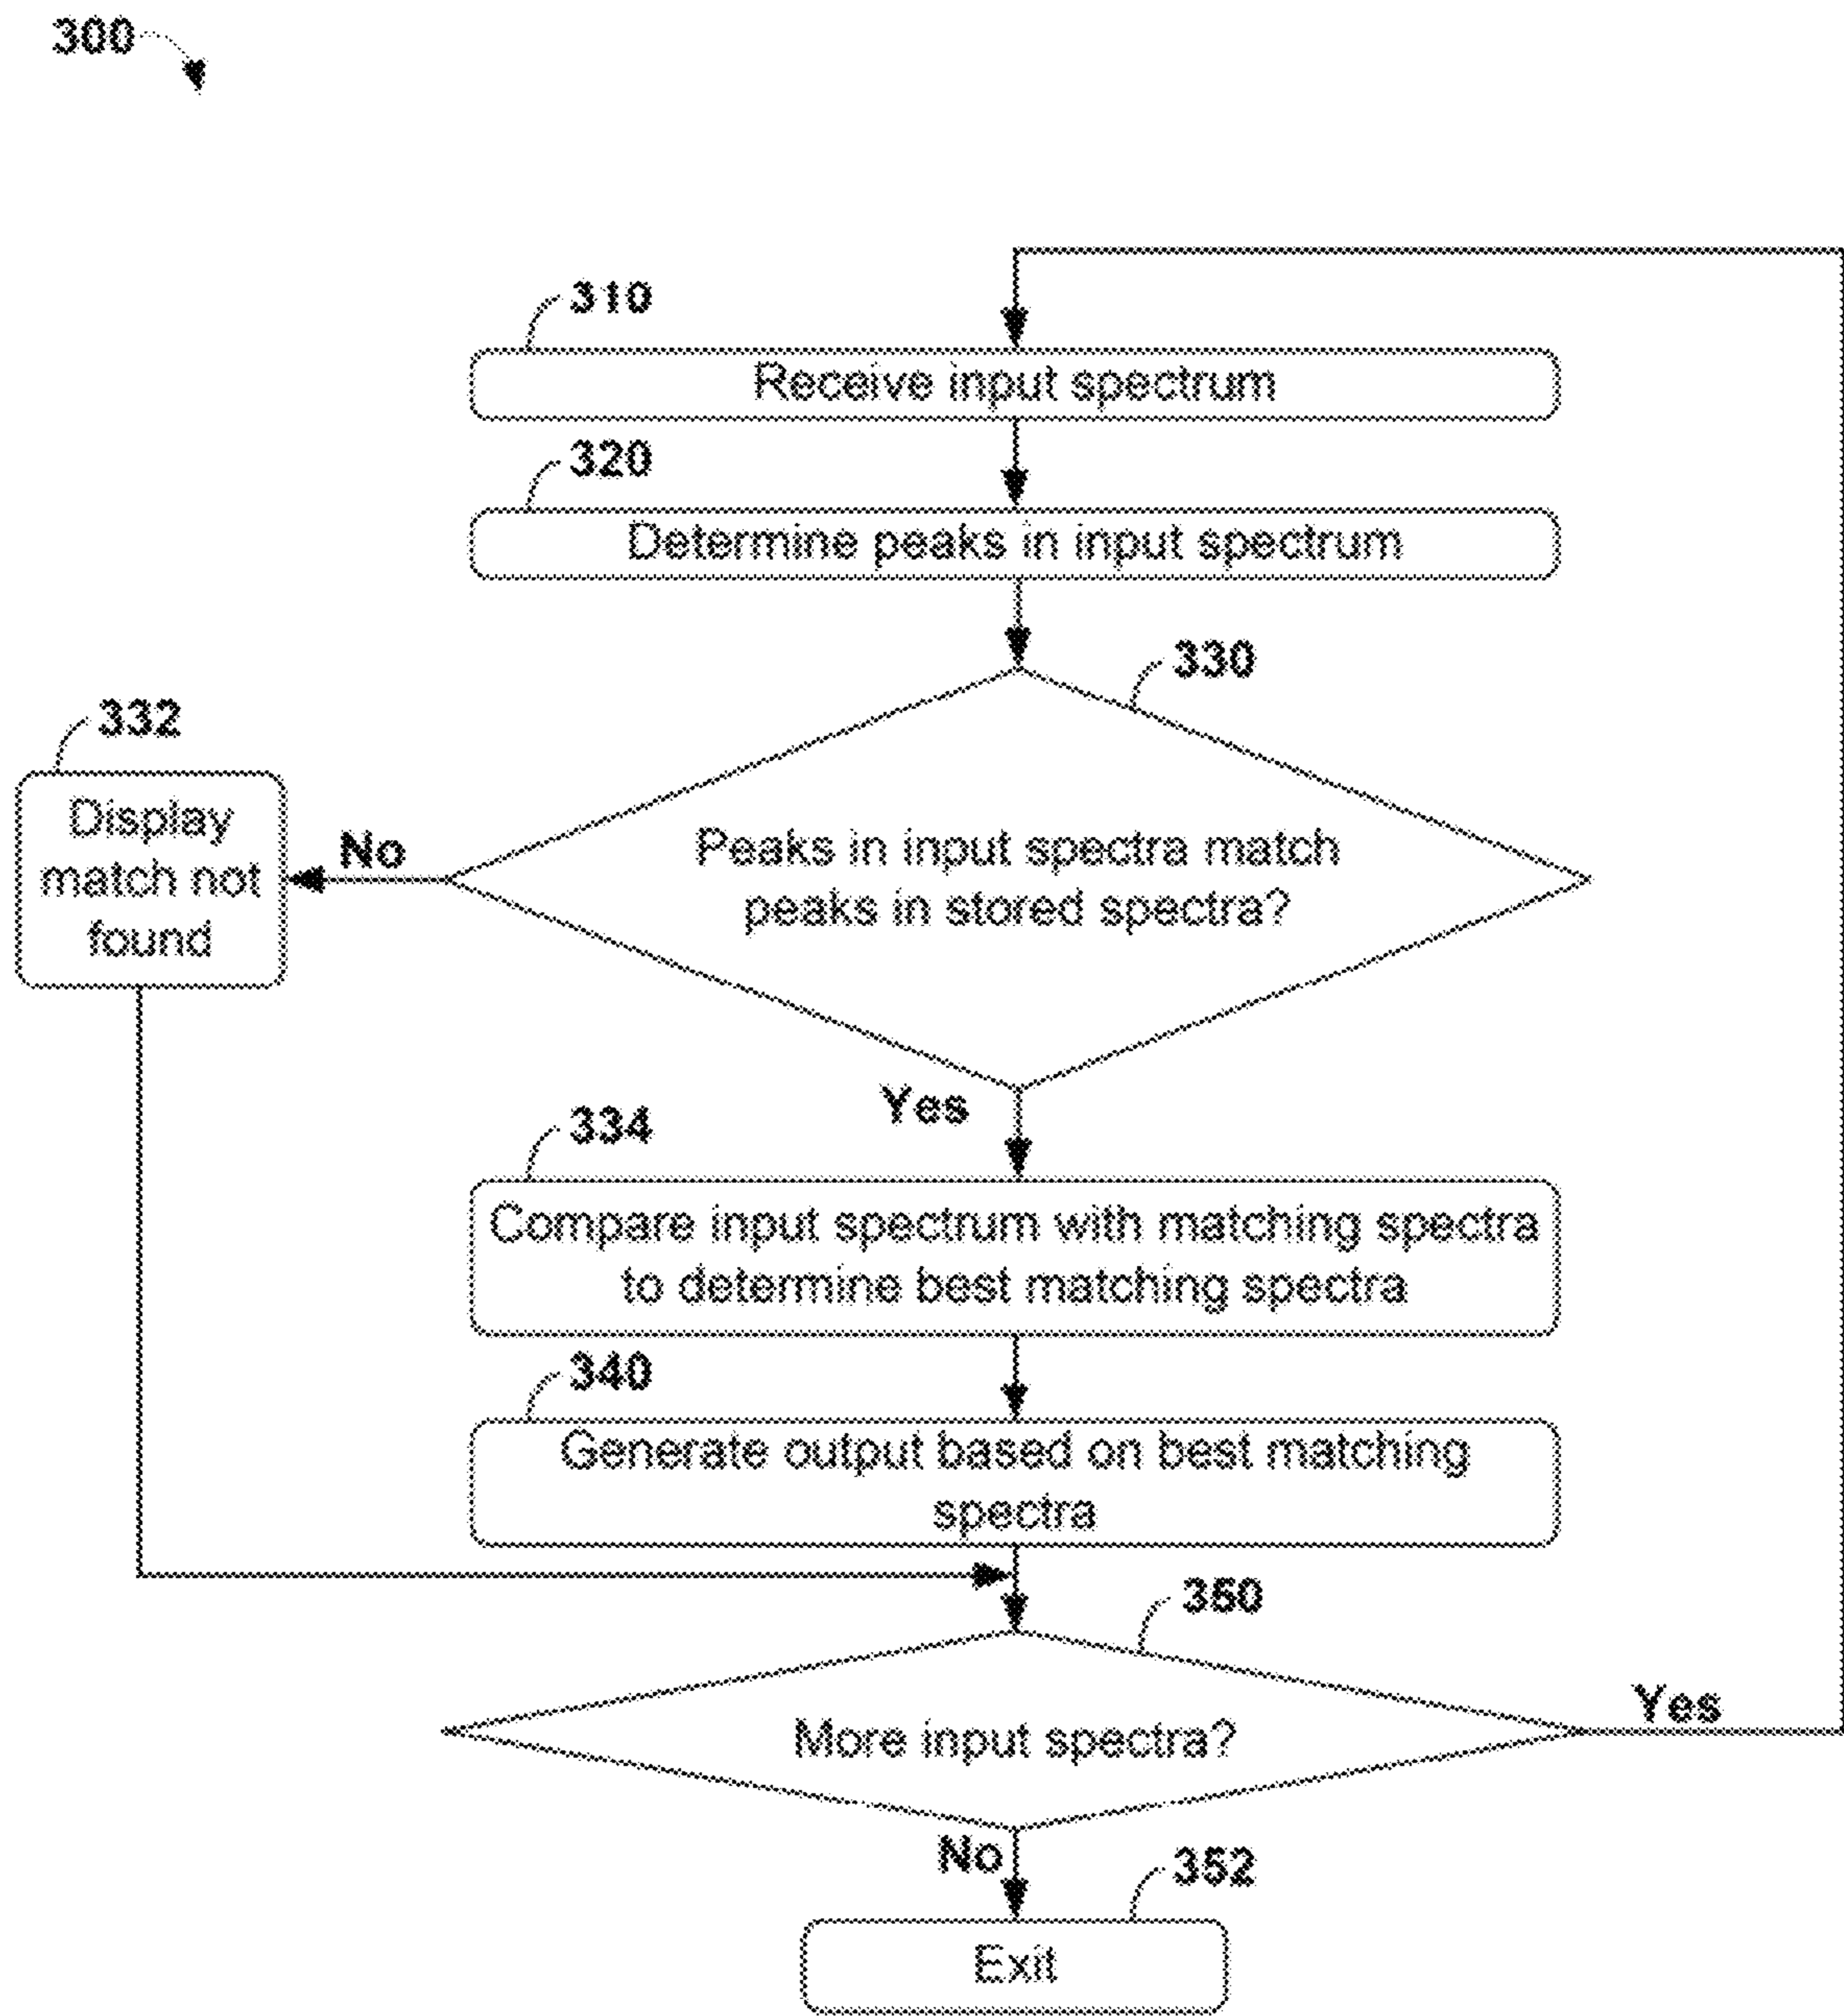 300
310
Receive input spectrum
320
Determine peaks in input spectrum
330
332
Display
match not
found
No
Peaks in input spectra match
peaks in stored spectra?
Yes
334
Compare input spectrum with matching spectra
to determine best matching spectra
340
Generate output based on best matching
spectra
350
More input spectra?
Yes
No
352
Exit